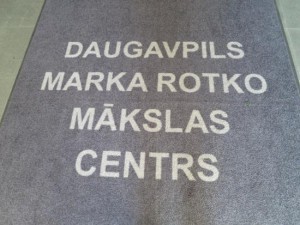 DAUGAVPILS
MARKA ROTKO
MĀKSLAS
CENTRS